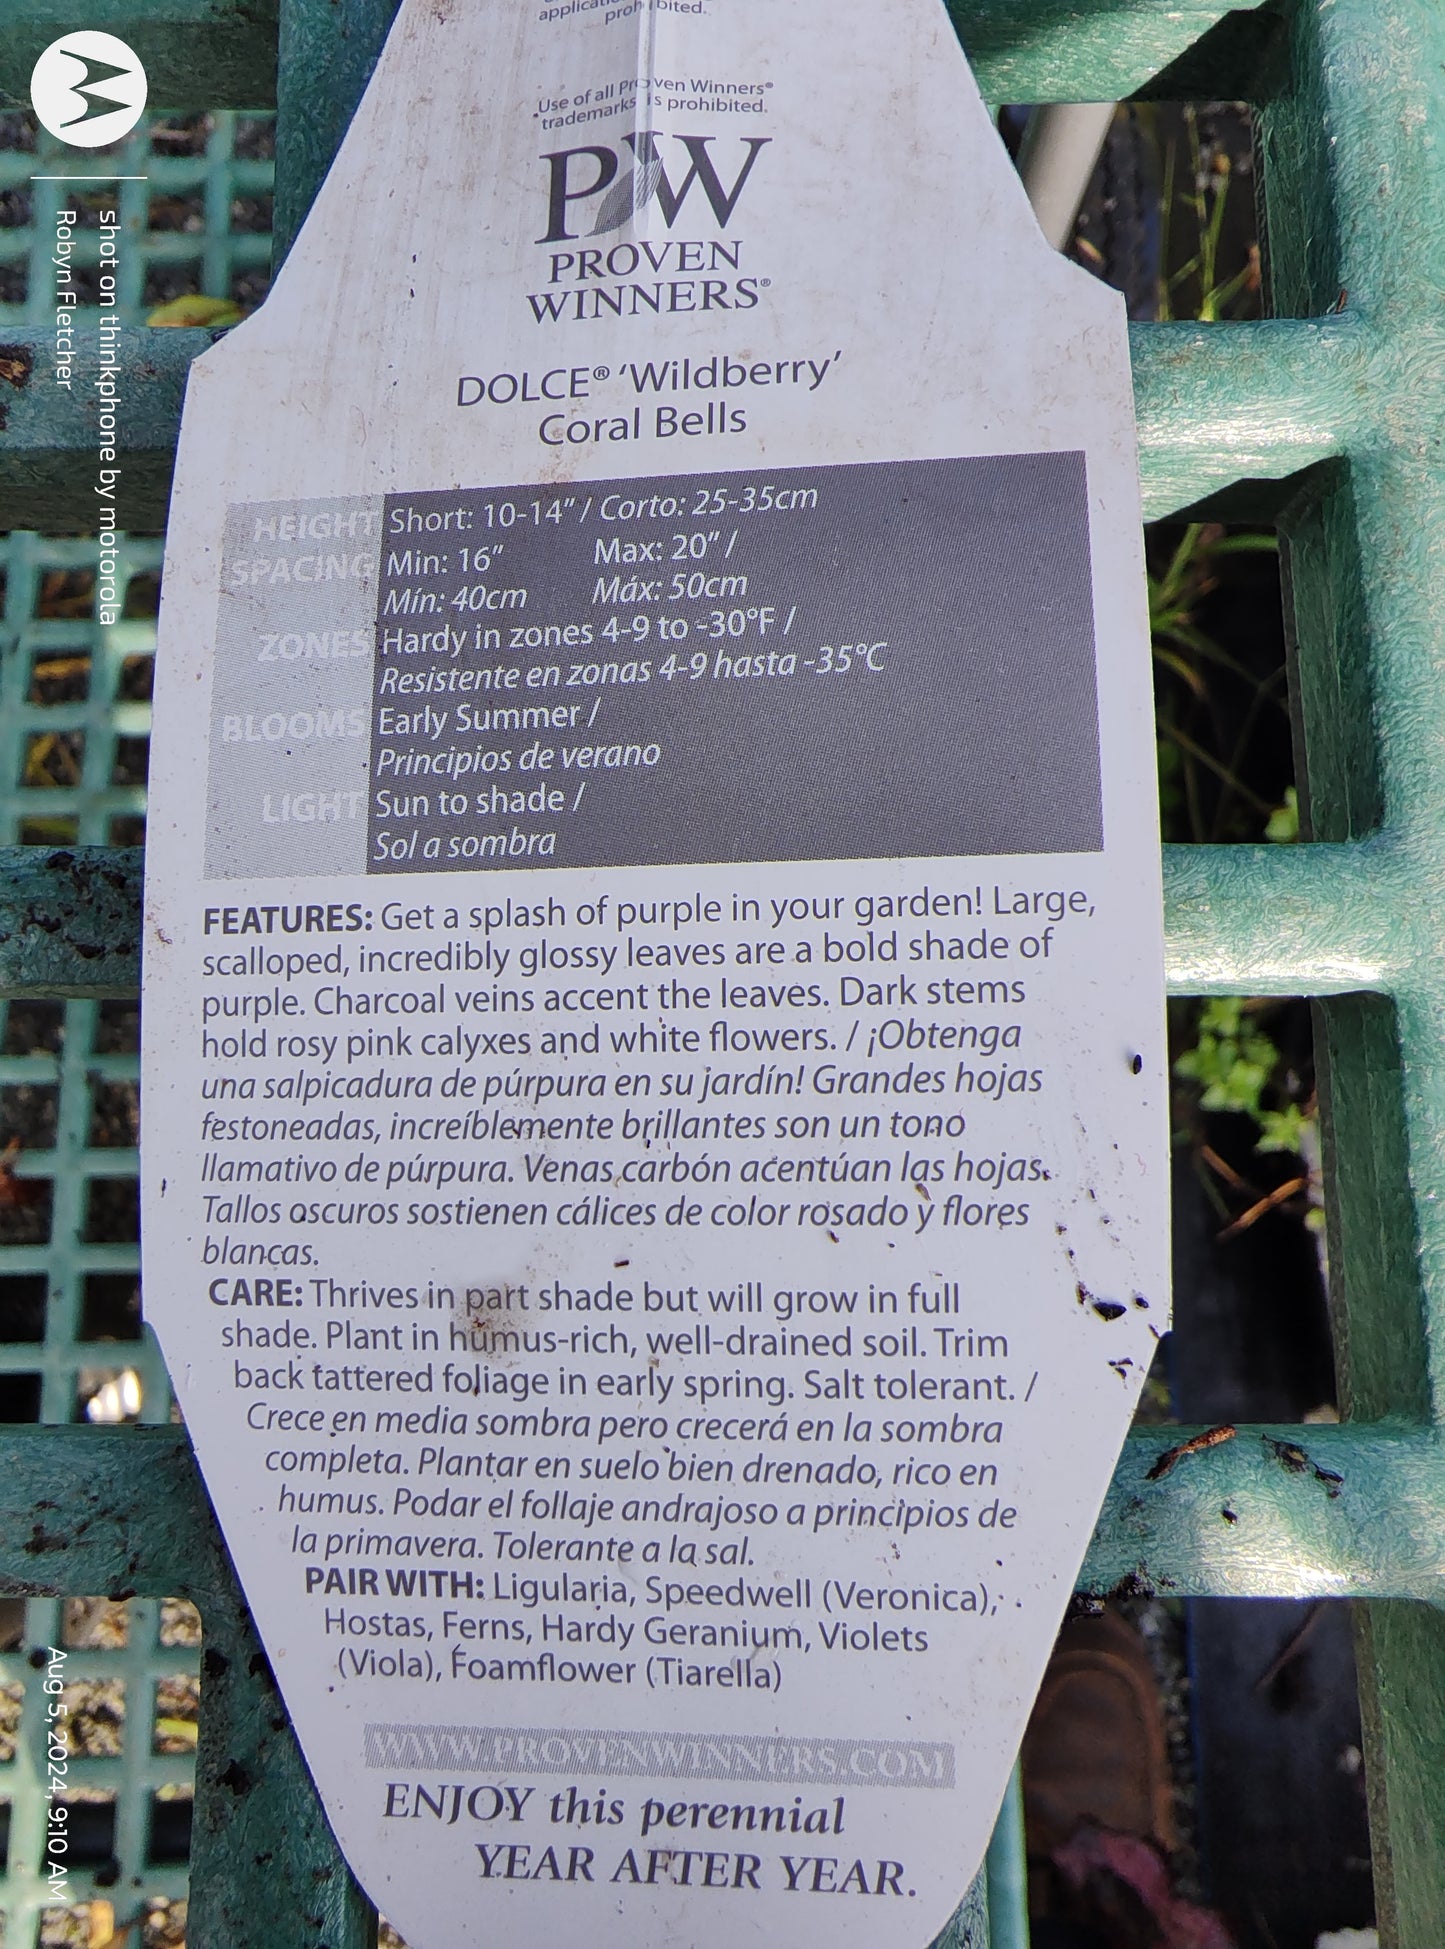 prohibited.
Use of all Proven Winners®
trademarks is prohibited.
PW
PROVEN
WINNERS®
DOLCE® ‘Wildberry’
Coral Bells
HEIGHT Short: 10-14” / Corto: 25-35cm
SPACING Min: 16” Max: 20” /
Mín: 40cm Máx: 50cm
ZONES Hardy in zones 4-9 to -30°F /
Resistente en zonas 4-9 hasta -35°C
BLOOMS Early Summer /
Principios de verano
LIGHT Sun to shade /
Sol a sombra
FEATURES: Get a splash of purple in your garden! Large,
scalloped, incredibly glossy leaves are a bold shade of
purple. Charcoal veins accent the leaves. Dark stems
hold rosy pink calyxes and white flowers. / ¡Obtenga
una salpicadura de púrpura en su jardín! Grandes hojas
festoneadas, increíblemente brillantes son un tono
llamativo de púrpura. Venas carbón acentúan las hojas.
Tallos oscuros sostienen cálices de color rosado y flores
blancas.
CARE: Thrives in part shade but will grow in full
shade. Plant in humus-rich, well-drained soil. Trim
back tattered foliage in early spring. Salt tolerant. /
Crece en media sombra pero crecerá en la sombra
completa. Plantar en suelo bien drenado, rico en
humus. Podar el follaje andrajoso a principios de
la primavera. Tolerante a la sal.
PAIR WITH: Ligularia, Speedwell (Veronica),
Hostas, Ferns, Hardy Geranium, Violets
(Viola), Foamflower (Tiarella)
WWW.PROVENWINNERS.COM
ENJOY this perennial
YEAR AFTER YEAR.
Shot on thinkphone by motorola
Robyn Fletcher
Aug 5, 2024, 9:10 AM